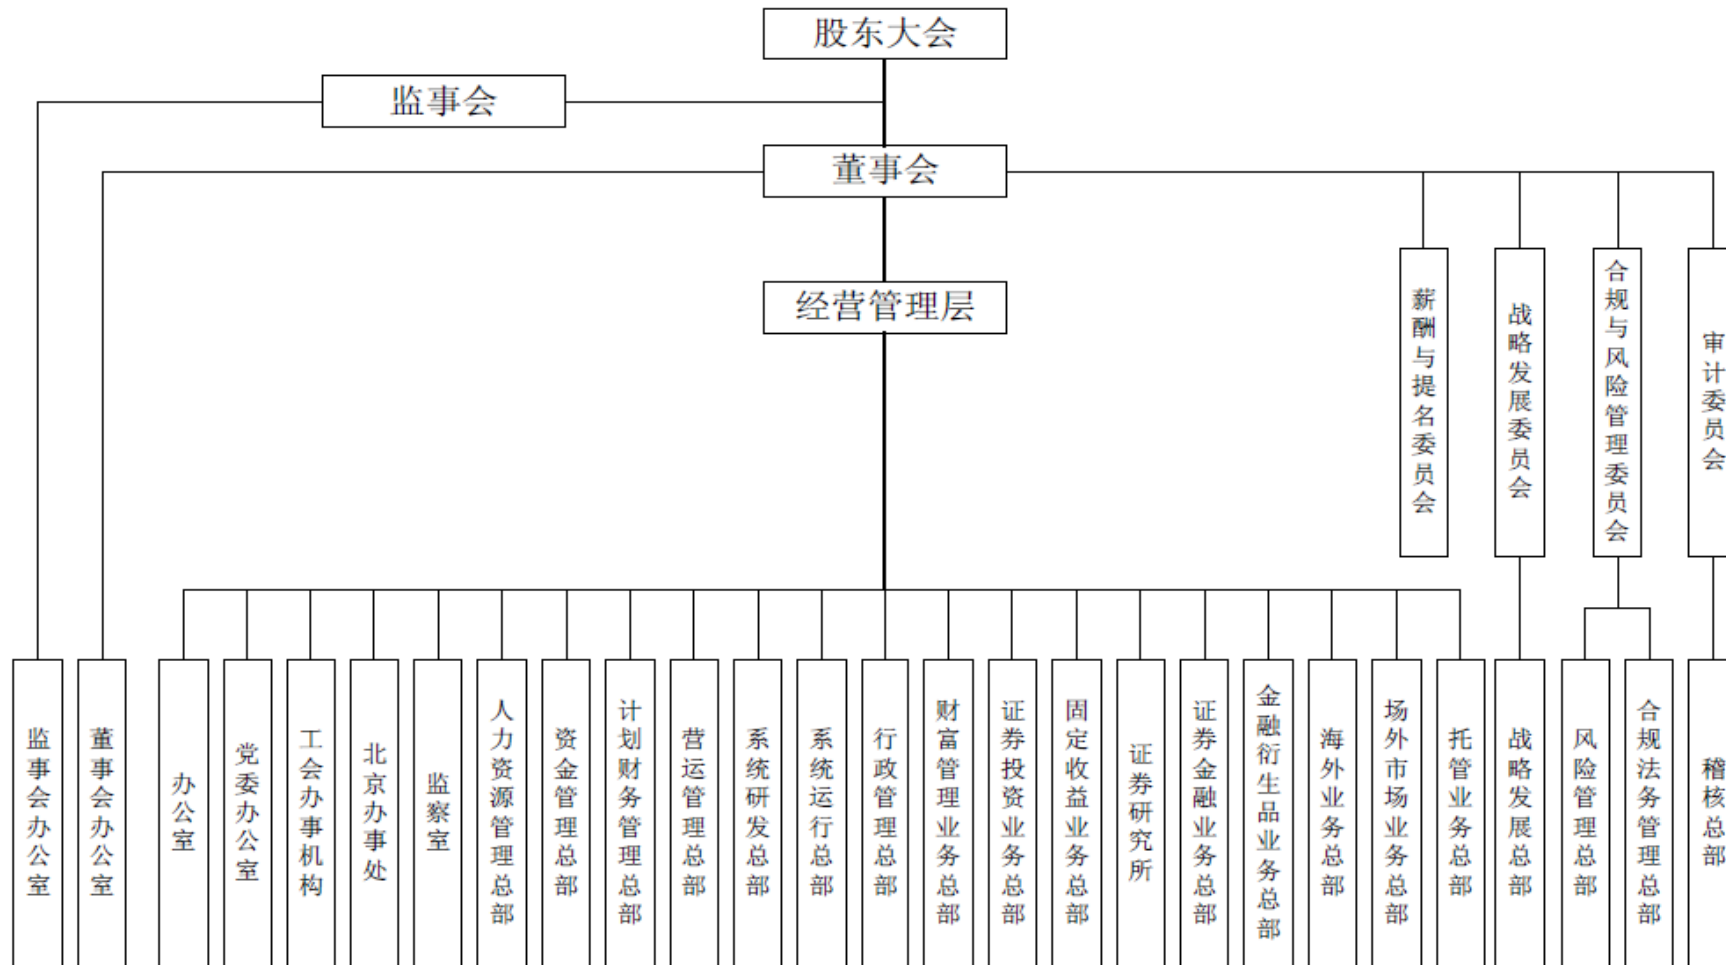 股东大会
监事会
董事会
经营管理层
薪酬与提名委员会
战略发展委员会
合规与风险管理委员会
审计委员会
监事会办公室
董事会办公室
办公室
党委办公室
工会办事机构
北京办事处
监察室
人力资源管理总部
资金管理总部
计划财务管理总部
营运管理总部
系统研发总部
系统运行总部
行政管理总部
财富管理业务总部
证券投资业务总部
固定收益业务总部
证券研究所
证券金融业务总部
金融衍生品业务总部
海外业务总部
场外市场业务总部
托管业务总部
战略发展总部
风险管理总部
合规法务管理总部
稽核总部